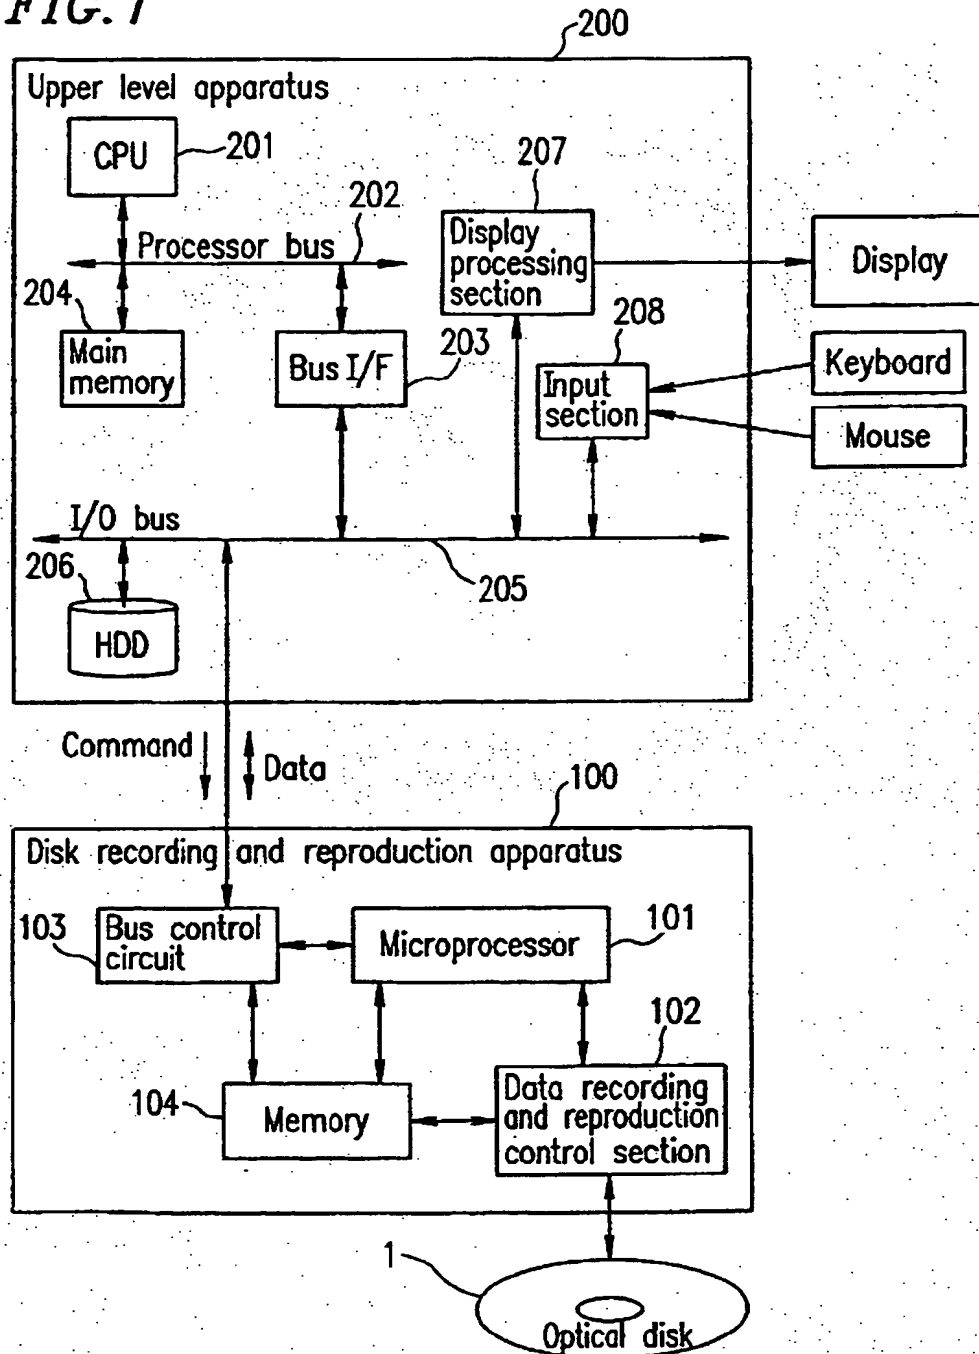 FIG. 1
200
Upper level apparatus
CPU
201
207
202
Processor bus
Display
processing
section
Display
204
208
Main
memory
Bus I/F
203
Input
section
Keyboard
Mouse
I/O bus
206
205
HDD
Command
Data
100
Disk recording and reproduction apparatus
103
Bus control
circuit
Microprocessor
101
102
104
Memory
Data recording
and reproduction
control section
1
Optical disk